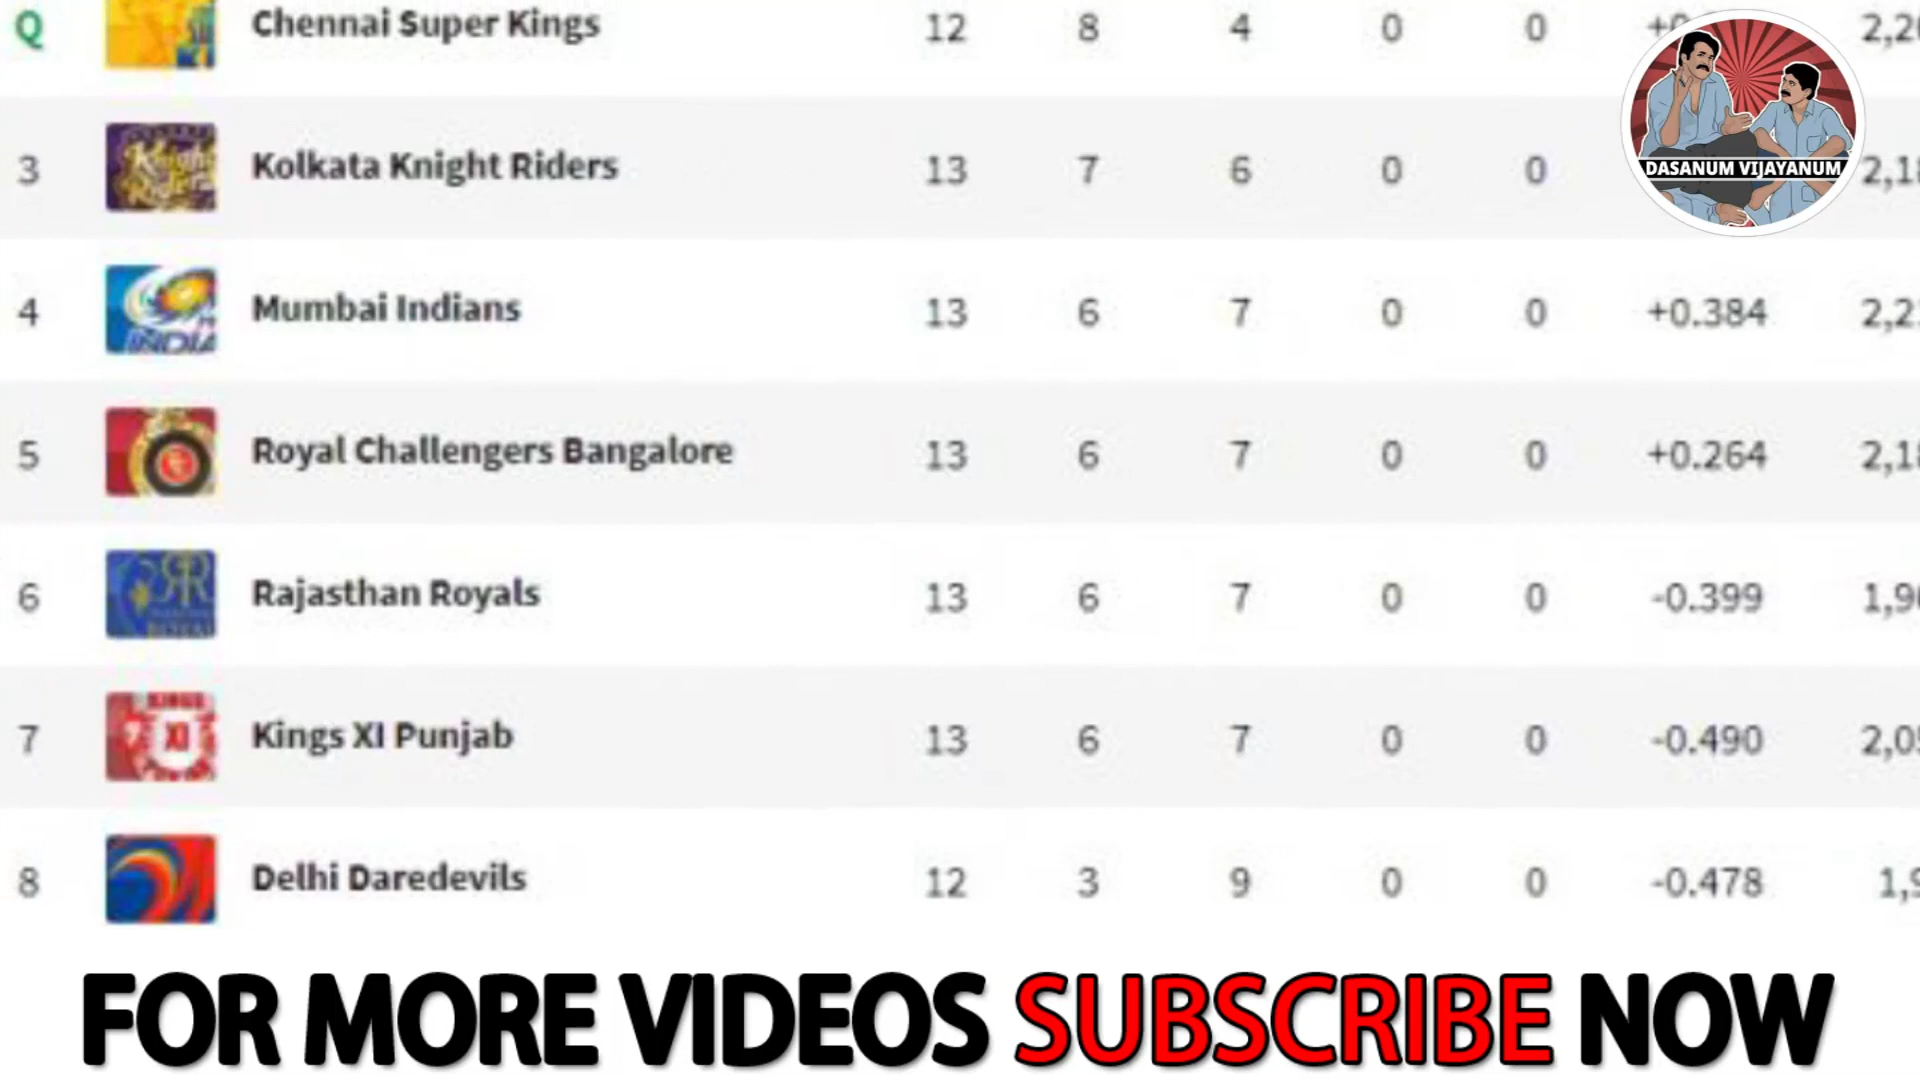 Q Chennai Super Kings 12 8 4 0 0
3 Kolkata Knight Riders 13 7 6 0 0
DASANUM VIJAYANUM
4 Mumbai Indians 13 6 7 0 0 +0.384
5 Royal Challengers Bangalore 13 6 7 0 0 +0.264
6 Rajasthan Royals 13 6 7 0 0 -0.399
7 Kings XI Punjab 13 6 7 0 0 -0.490
8 Delhi Daredevils 12 3 9 0 0 -0.478
FOR MORE VIDEOS SUBSCRIBE NOW